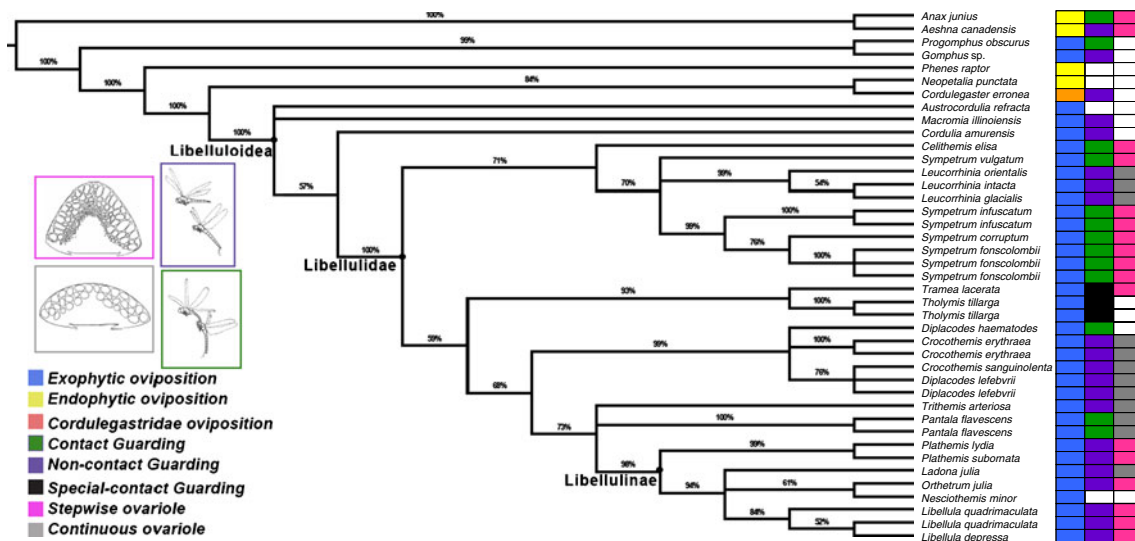 Anax junius
100%
Aeshna canadensis
Progomphus obscurus
99%
Gomphus sp.
100%
Phenes raptor
Neopetalia punctata
84%
Cordulegaster erronea
100%
Austrocordulia refracta
100%
Macromia illinoiensis
Libelluloidea
Cordulia amurensis
Celithemis elisa
71%
Sympetrum vulgatum
Leucorrhinia orientalis
99%
70%
57%
Leucorrhinia intacta
54%
Leucorrhinia glacialis
Sympetrum infuscatum
100%
Sympetrum infuscatum
99%
Sympetrum corruptum
76%
100%
Libellulidae
Sympetrum fonscolombii
100%
Sympetrum fonscolombii
Sympetrum fonscolombii
Tramea lacerata
93%
Tholymis tillarga
100%
Tholymis tillarga
Diplacodes haematodes
59%
99%
100%
Crocothemis erythraea
Crocothemis erythraea
Crocothemis sanguinolenta
76%
Diplacodes lefebvrii
68%
Diplacodes lefebvrii
Trithemis arteriosa
73%
100%
Pantala flavescens
Pantala flavescens
Plathemis lydia
99%
98%
Plathemis subornata
Libellulinae
Ladona julia
94%
61%
Orthetrum julia
Nesciothemis minor
84%
Libellula quadrimaculata
52%
Libellula quadrimaculata
Libellula depressa
Exophytic oviposition
Endophytic oviposition
Cordulegastridae oviposition
Contact Guarding
Non-contact Guarding
Special-contact Guarding
Stepwise ovariole
Continuous ovariole